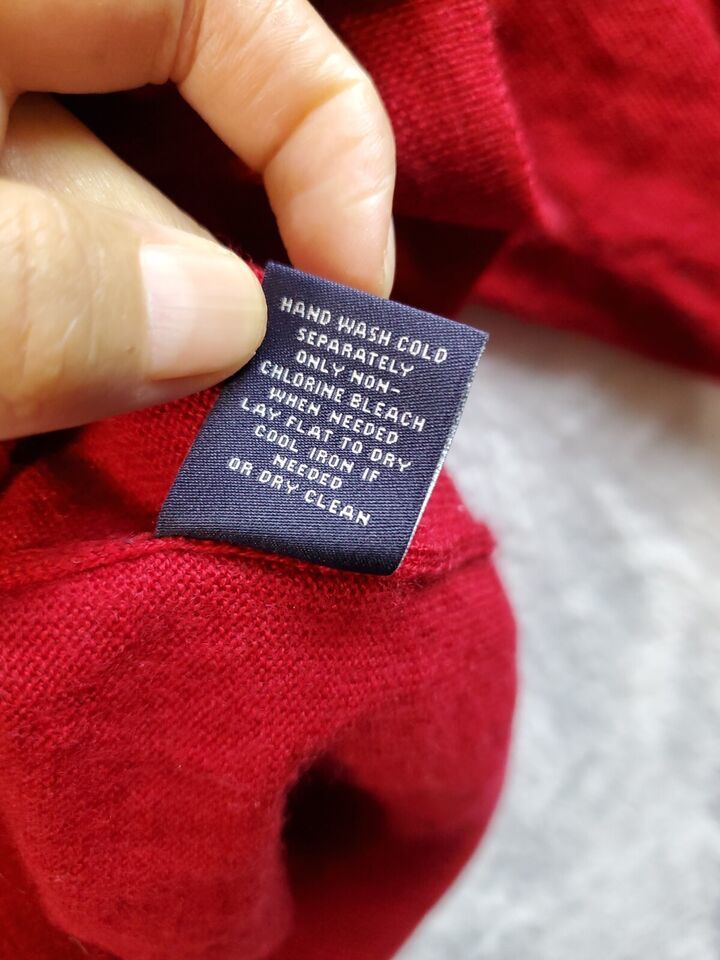 HAND WASH COLD
SEPARATELY
ONLY NON-
CHLORINE BLEACH
WHEN NEEDED
LAY FLAT TO DRY
COOL IRON IF
NEEDED
OR DRY CLEAN